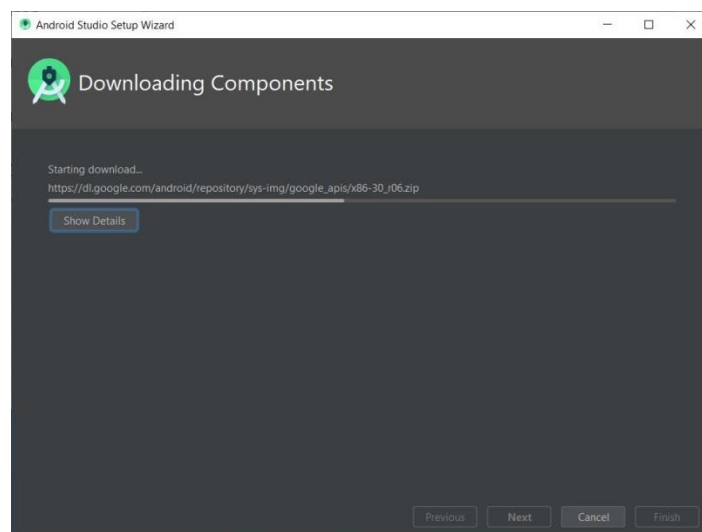 Android Studio Setup Wizard
Downloading Components
Starting download...
https://dl.google.com/android/repository/sys-img/google_apis/x86-30_r06.zip
Show Details
Previous Next Cancel Finish